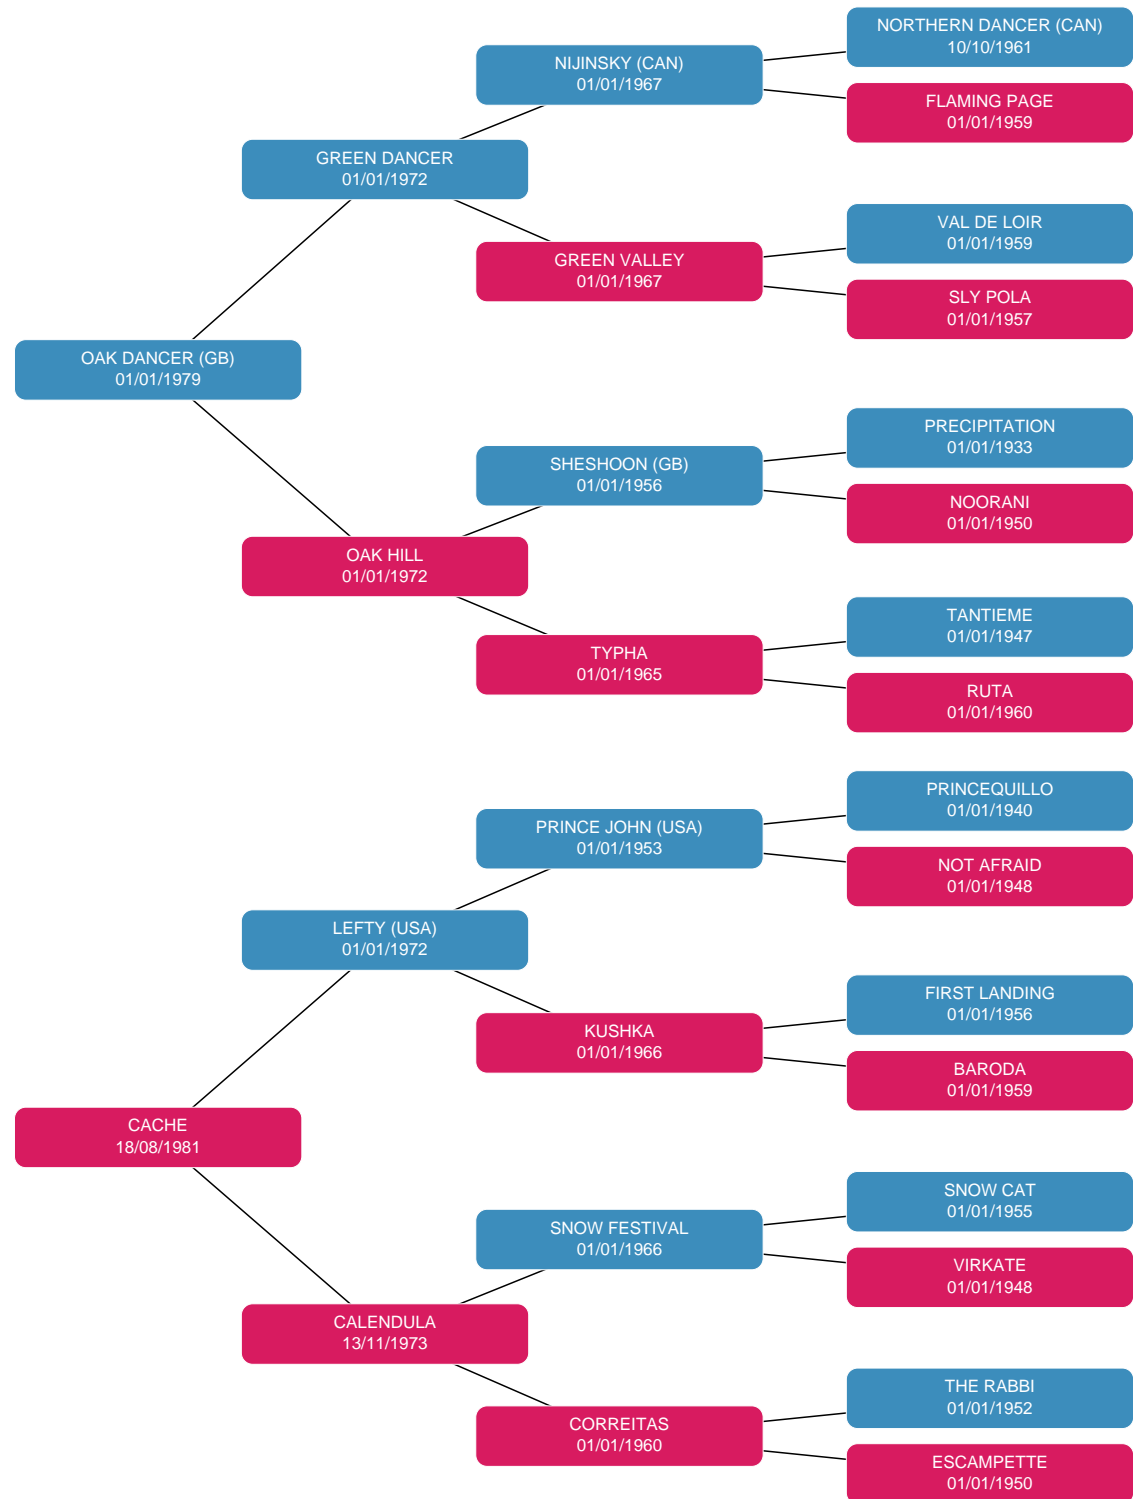 NORTHERN DANCER (CAN)
10/10/1961
NIJINSKY (CAN)
01/01/1967
FLAMING PAGE
01/01/1959
GREEN DANCER
01/01/1972
VAL DE LOIR
01/01/1959
GREEN VALLEY
01/01/1967
SLY POLA
01/01/1957
OAK DANCER (GB)
01/01/1979
PRECIPITATION
01/01/1933
SHESHOON (GB)
01/01/1956
NOORANI
01/01/1950
OAK HILL
01/01/1972
TANTIEME
01/01/1947
TYPHA
01/01/1965
RUTA
01/01/1960
PRINCEQUILLO
01/01/1940
PRINCE JOHN (USA)
01/01/1953
NOT AFRAID
01/01/1948
LEFTY (USA)
01/01/1972
FIRST LANDING
01/01/1956
KUSHKA
01/01/1966
BARODA
01/01/1959
CACHE
18/08/1981
SNOW CAT
01/01/1955
SNOW FESTIVAL
01/01/1966
VIRKATE
01/01/1948
CALENDULA
13/11/1973
THE RABBI
01/01/1952
CORREITAS
01/01/1960
ESCAMPETTE
01/01/1950